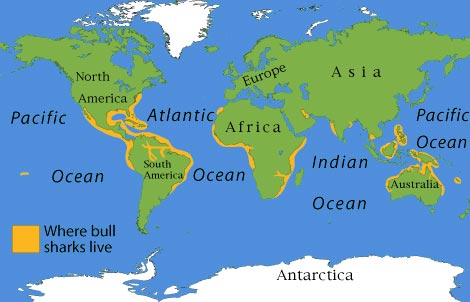 North
America
Pacific
Ocean
Atlantic
Ocean
South
America
Europe
Asia
Africa
Indian
Ocean
Pacific
Ocean
Australia
Where bull
sharks live
Antarctica